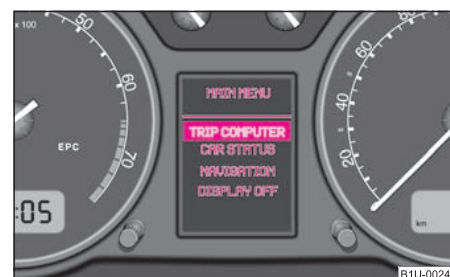 x 100
50
60
70
EPC
:05
MAIN MENU
TRIP COMPUTER
CAR STATUS
NAVIGATION
DISPLAY OFF
20
40
60
80
km
B1U-0024